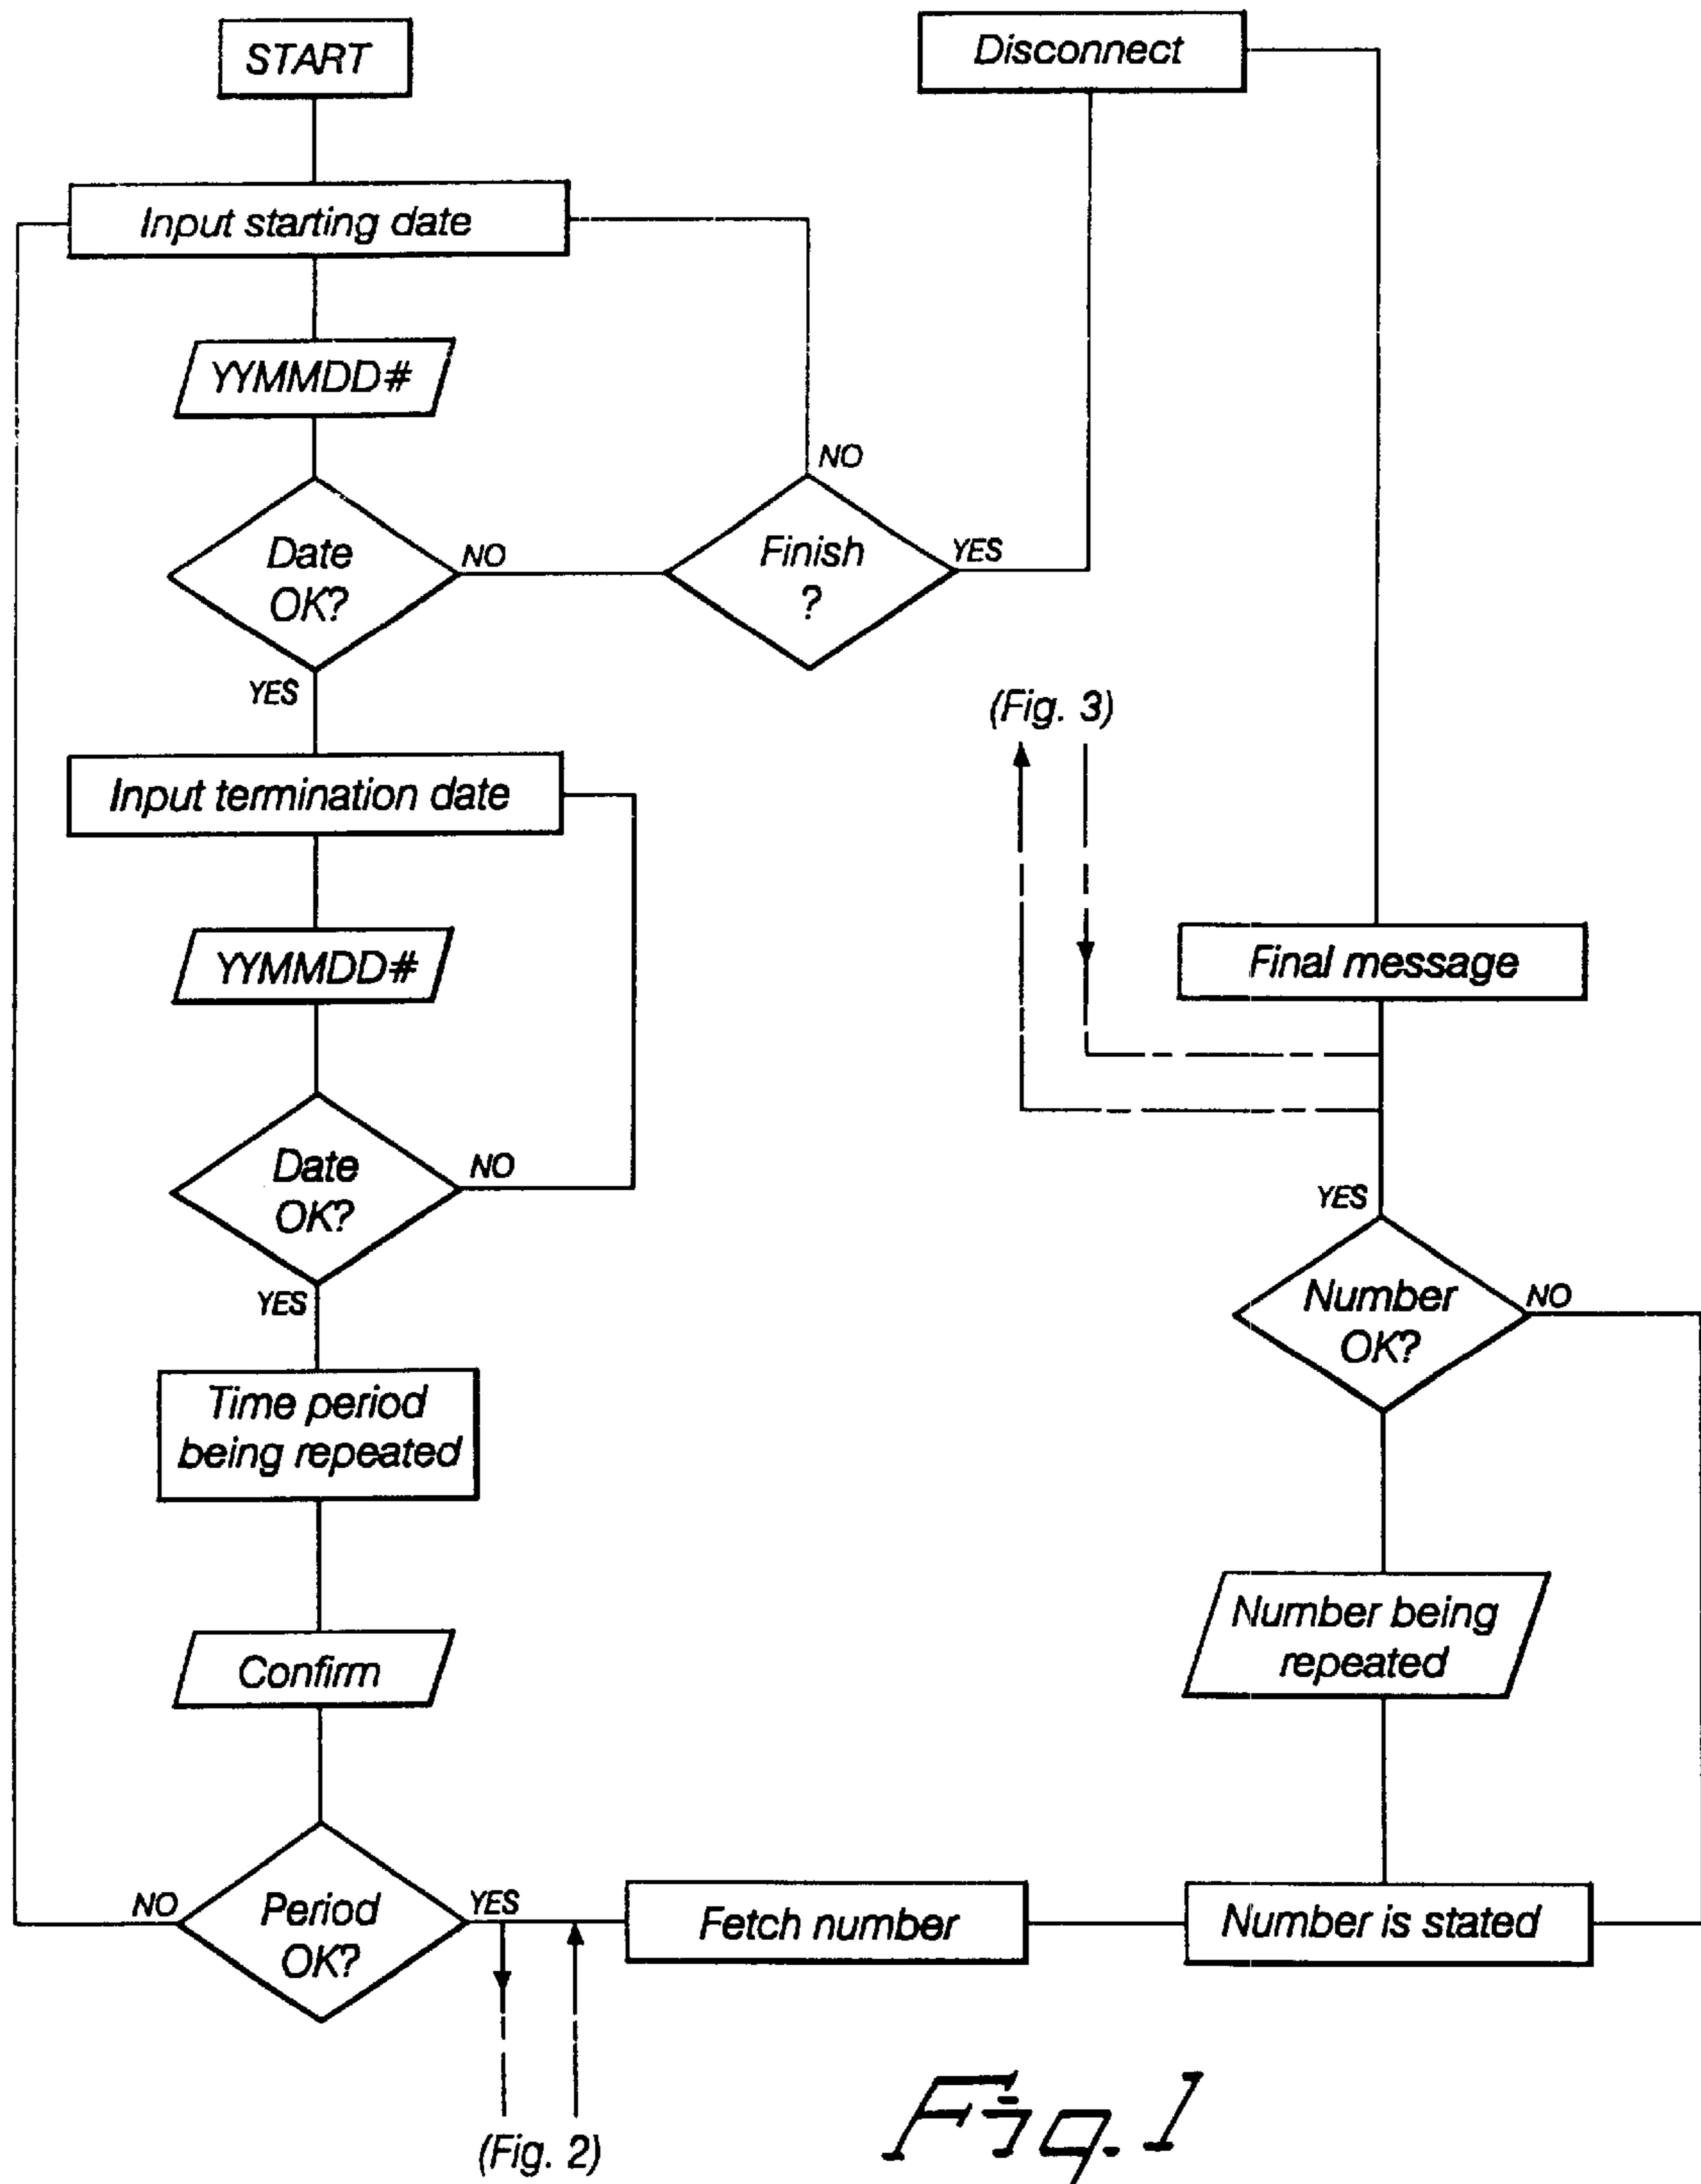 START
Input starting date
YYMMDD#
Date
OK?
NO
YES
Finish
?
NO
YES
Disconnect
Input termination date
YYMMDD#
Date
OK?
NO
YES
Time period
being repeated
Confirm
Period
OK?
NO
YES
(Fig. 2)
Fetch number
Number is stated
Number being
repeated
Number
OK?
NO
YES
(Fig. 3)
Final message
Fig. 1